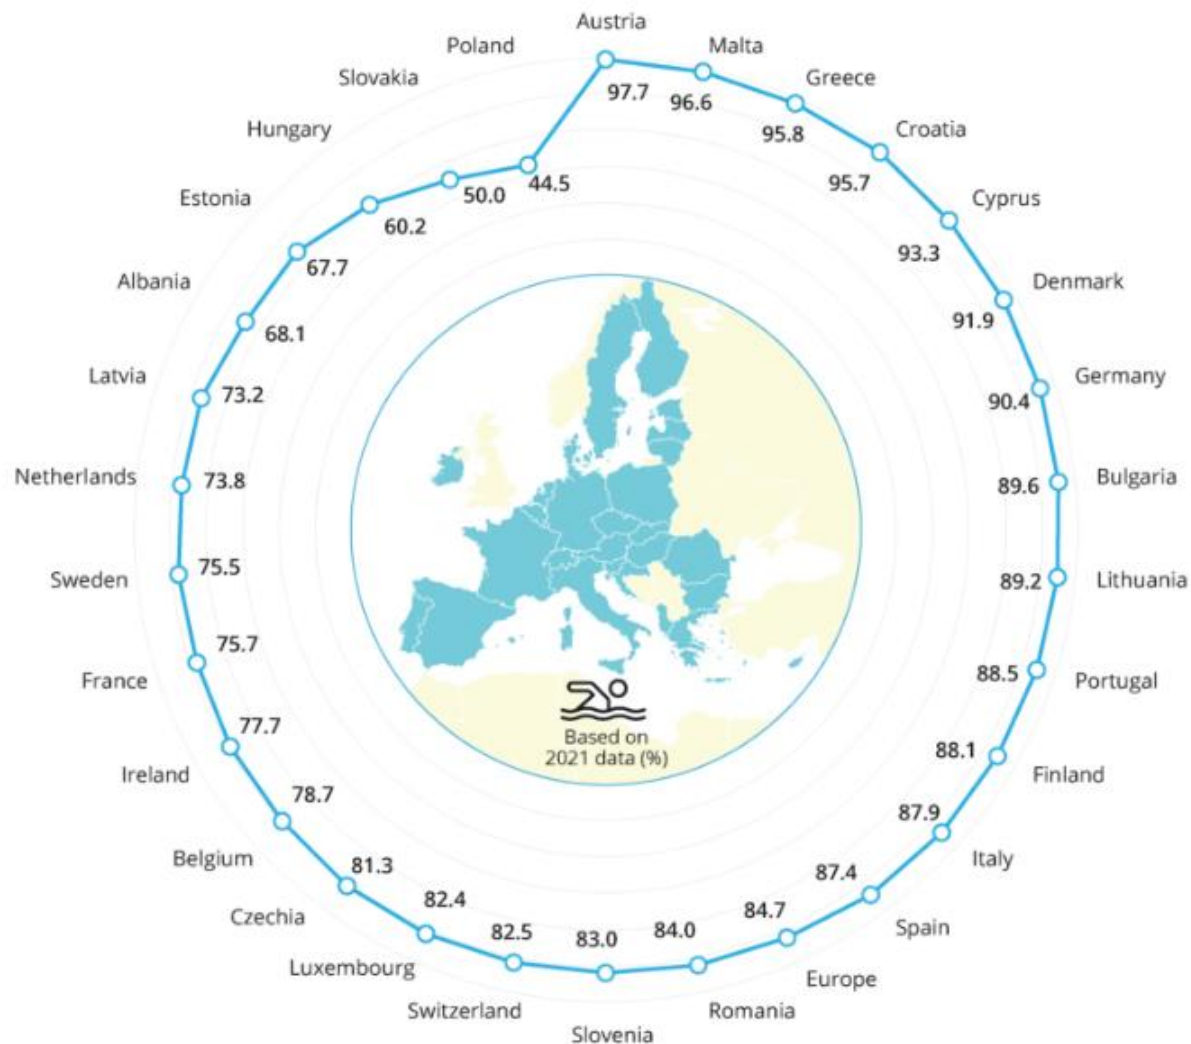 Austria
97.7
Malta
96.6
Greece
95.8
Croatia
95.7
Cyprus
93.3
Denmark
91.9
Germany
90.4
Bulgaria
89.6
Lithuania
89.2
Portugal
88.5
Finland
88.1
Italy
87.9
Spain
87.4
Europe
84.7
Romania
84.0
Slovenia
83.0
Switzerland
82.5
Luxembourg
82.4
Czechia
81.3
Belgium
78.7
Ireland
77.7
France
75.7
Sweden
75.5
Netherlands
73.8
Latvia
73.2
Albania
68.1
Estonia
67.7
Hungary
60.2
Slovakia
50.0
Poland
44.5
Based on
2021 data (%)